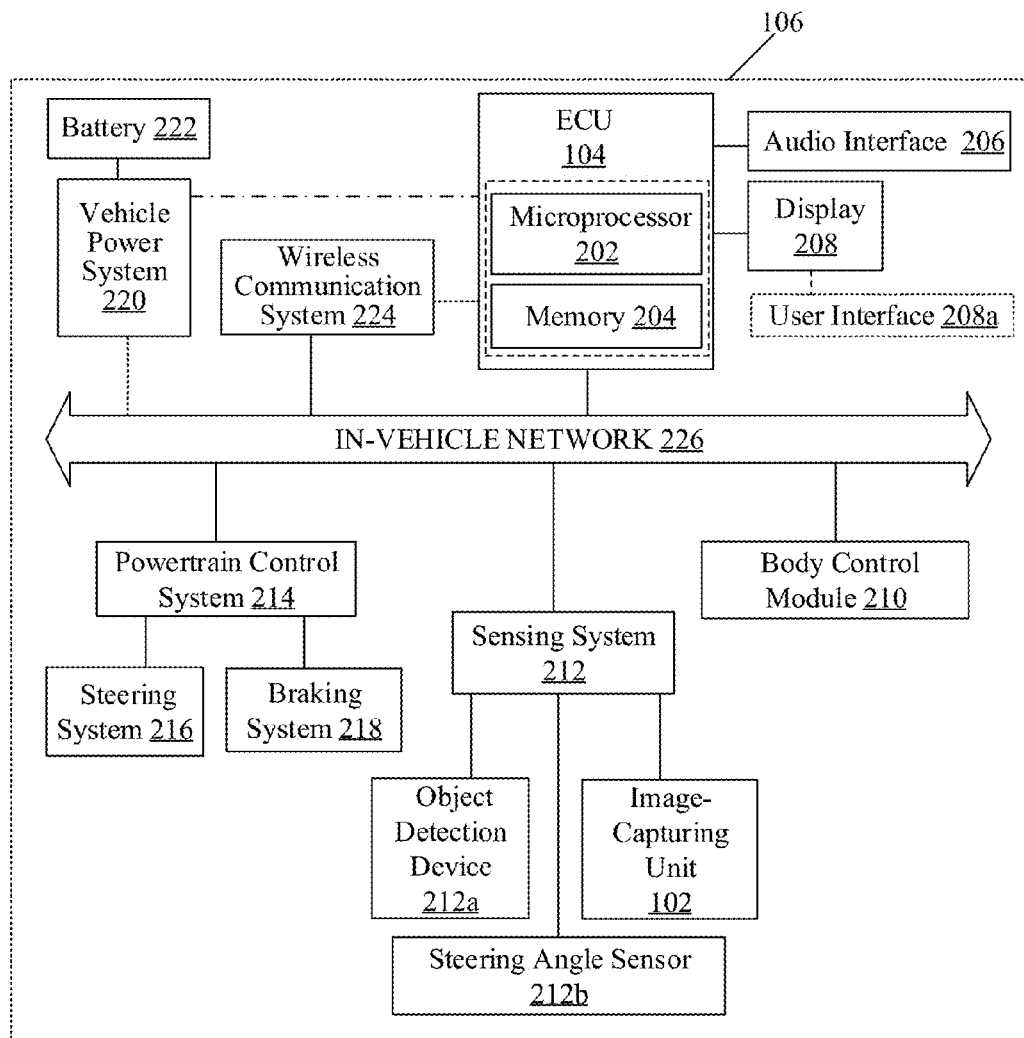 106
Battery 222
ECU
104
Audio Interface 206
Vehicle
Power
System
220
Microprocessor
202
Display
208
Wireless
Communication
System 224
Memory 204
User Interface 208a
IN-VEHICLE NETWORK 226
Powertrain Control
System 214
Body Control
Module 210
Sensing System
212
Steering
System 216
Braking
System 218
Object
Detection
Device
212a
Image-
Capturing
Unit
102
Steering Angle Sensor
212b